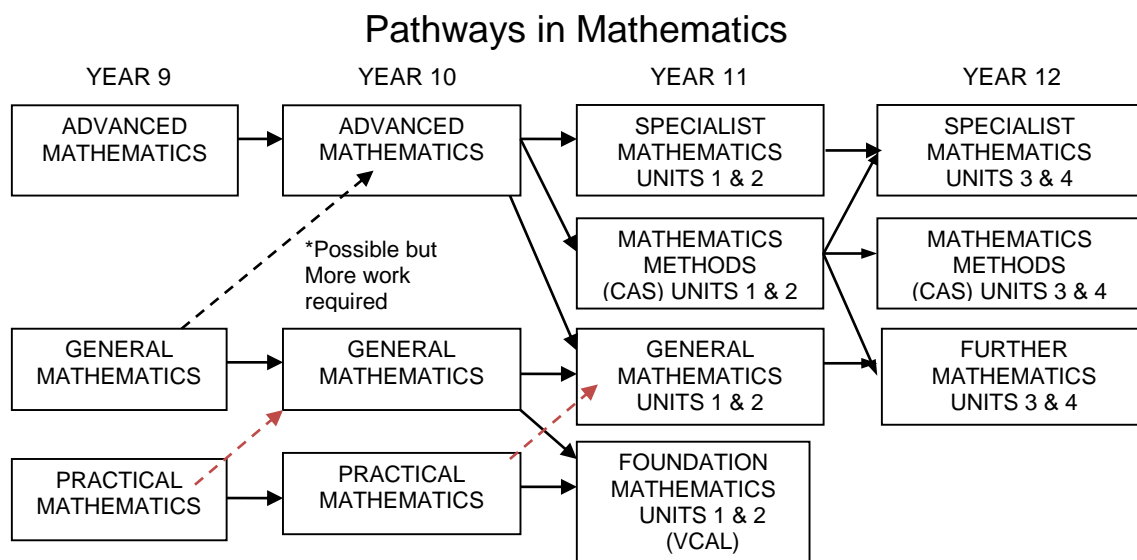 Pathways in Mathematics
YEAR 9
YEAR 10
YEAR 11
YEAR 12
ADVANCED
MATHEMATICS
ADVANCED
MATHEMATICS
SPECIALIST
MATHEMATICS
UNITS 1 & 2
SPECIALIST
MATHEMATICS
UNITS 3 & 4
*Possible but
More work
required
MATHEMATICS
METHODS
(CAS) UNITS 1 & 2
MATHEMATICS
METHODS
(CAS) UNITS 3 & 4
GENERAL
MATHEMATICS
GENERAL
MATHEMATICS
GENERAL
MATHEMATICS
UNITS 1 & 2
FURTHER
MATHEMATICS
UNITS 3 & 4
PRACTICAL
MATHEMATICS
PRACTICAL
MATHEMATICS
FOUNDATION
MATHEMATICS
UNITS 1 & 2
(VCAL)